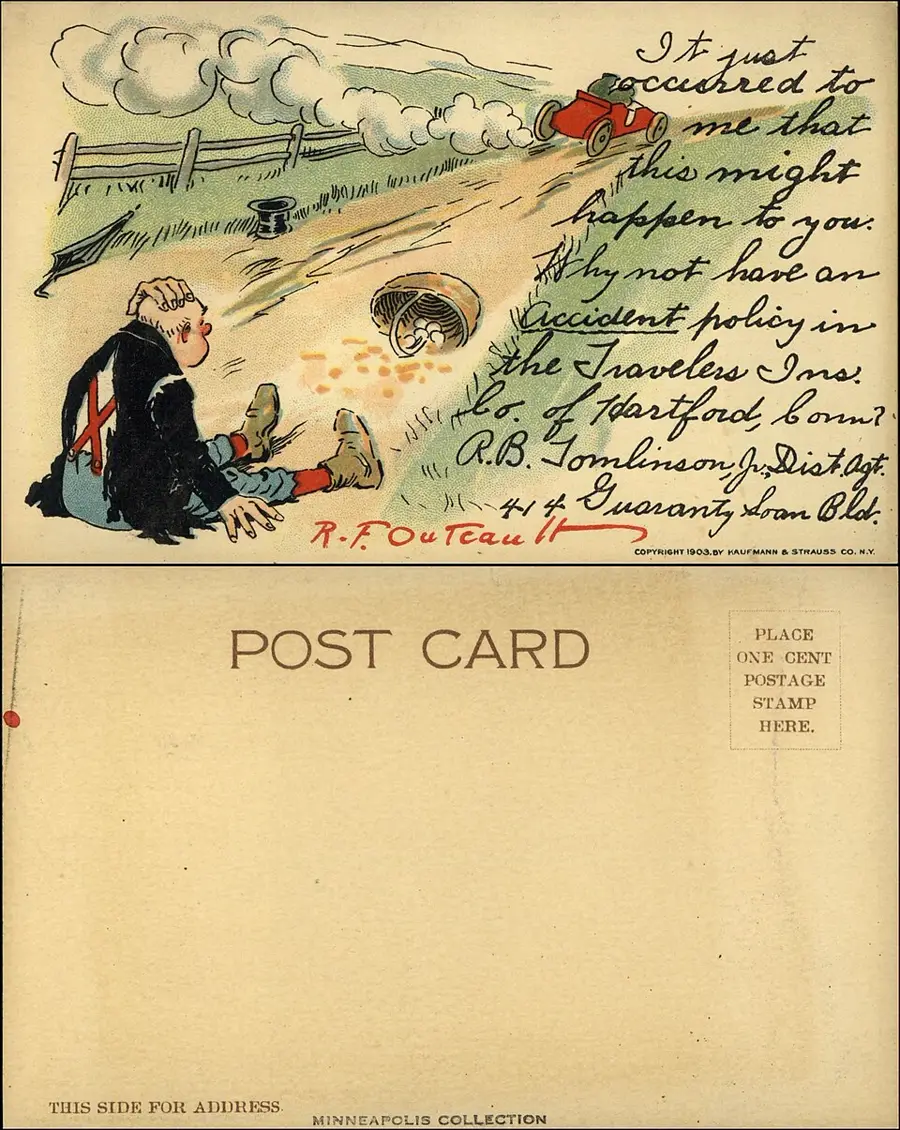 It just
occurred to
me that
this might
happen to you.
Why not have an
Accident policy in
the Travelers Ins.
Co. of Hartford, Conn?
R.B. Tomlinson, Jr., Dist. Agt.
414 Guaranty Loan Bld.
R. F. OuTcaulT
COPYRIGHT 1903. BY KAUFMANN & STRAUSS CO. N.Y.
POST CARD
PLACE
ONE CENT
POSTAGE
STAMP
HERE.
THIS SIDE FOR ADDRESS.
MINNEAPOLIS COLLECTION